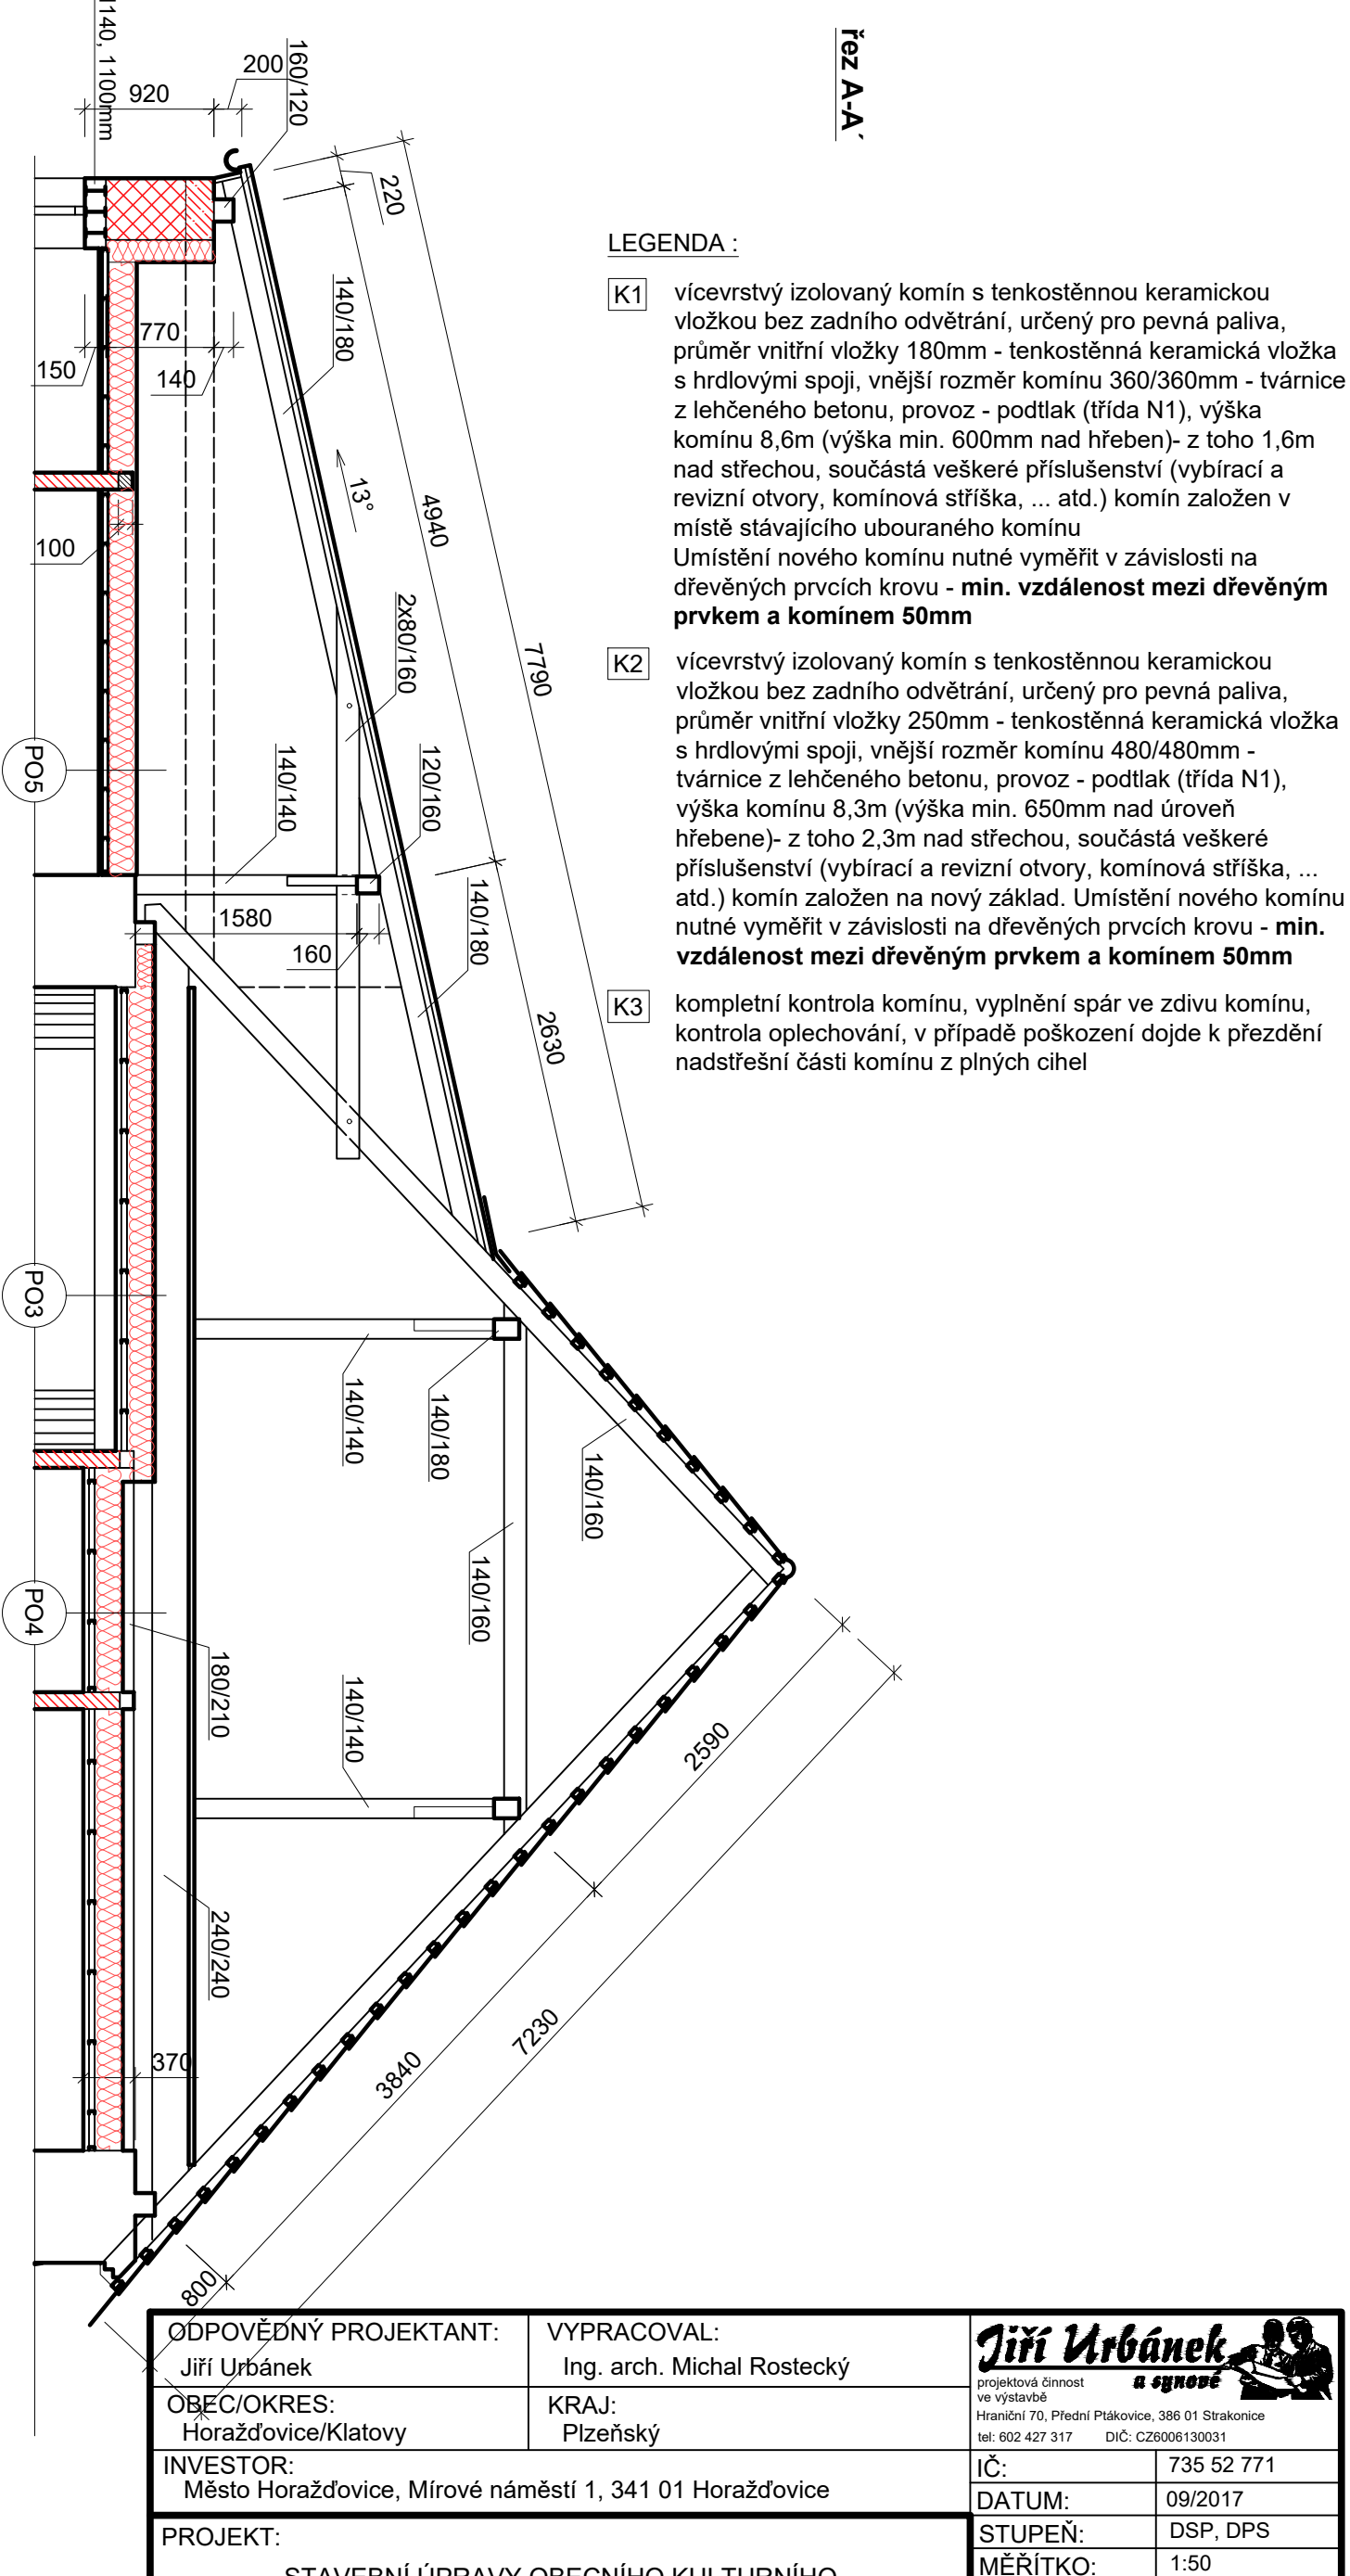 řez A-A´
1140, 1100mm
920
200
160/120
220
140/180
770
150
140
13°
4940
7790
100
2x80/160
140/140
120/160
1580
160
140/180
2630
PO5
PO3
PO4
140/140
140/180
140/160
140/160
140/140
180/210
240/240
370
2590
3840
7230
800
LEGENDA :
K1 vícevrstvý izolovaný komín s tenkostěnnou keramickou
vložkou bez zadního odvětrání, určený pro pevná paliva,
průměr vnitřní vložky 180mm - tenkostěnná keramická vložka
s hrdlovými spoji, vnější rozměr komínu 360/360mm - tvárnice
z lehčeného betonu, provoz - podtlak (třída N1), výška
komínu 8,6m (výška min. 600mm nad hřeben)- z toho 1,6m
nad střechou, součástá veškeré příslušenství (vybírací a
revizní otvory, komínová stříška, ... atd.) komín založen v
místě stávajícího ubouraného komínu
Umístění nového komínu nutné vyměřit v závislosti na
dřevěných prvcích krovu - min. vzdálenost mezi dřevěným
prvkem a komínem 50mm
K2 vícevrstvý izolovaný komín s tenkostěnnou keramickou
vložkou bez zadního odvětrání, určený pro pevná paliva,
průměr vnitřní vložky 250mm - tenkostěnná keramická vložka
s hrdlovými spoji, vnější rozměr komínu 480/480mm -
tvárnice z lehčeného betonu, provoz - podtlak (třída N1),
výška komínu 8,3m (výška min. 650mm nad úroveň
hřebene)- z toho 2,3m nad střechou, součástá veškeré
příslušenství (vybírací a revizní otvory, komínová stříška, ...
atd.) komín založen na nový základ. Umístění nového komínu
nutné vyměřit v závislosti na dřevěných prvcích krovu - min.
vzdálenost mezi dřevěným prvkem a komínem 50mm
K3 kompletní kontrola komínu, vyplnění spár ve zdivu komínu,
kontrola oplechování, v případě poškození dojde k přezdění
nadstřešní části komínu z plných cihel
ODPOVĚDNÝ PROJEKTANT:
Jiří Urbánek
VYPRACOVAL:
Ing. arch. Michal Rostecký
OBEC/OKRES:
Horažďovice/Klatovy
KRAJ:
Plzeňský
INVESTOR:
Město Horažďovice, Mírové náměstí 1, 341 01 Horažďovice
PROJEKT:
STAVEBNÍ ÚPRAVY OBECNÍHO KULTURNÍHO
Jiří Urbánek
a synové
projektová činnost
ve výstavbě
Hraniční 70, Přední Ptákovice, 386 01 Strakonice
tel: 602 427 317 DIČ: CZ6006130031
IČ: 735 52 771
DATUM: 09/2017
STUPEŇ: DSP, DPS
MĚŘÍTKO: 1:50